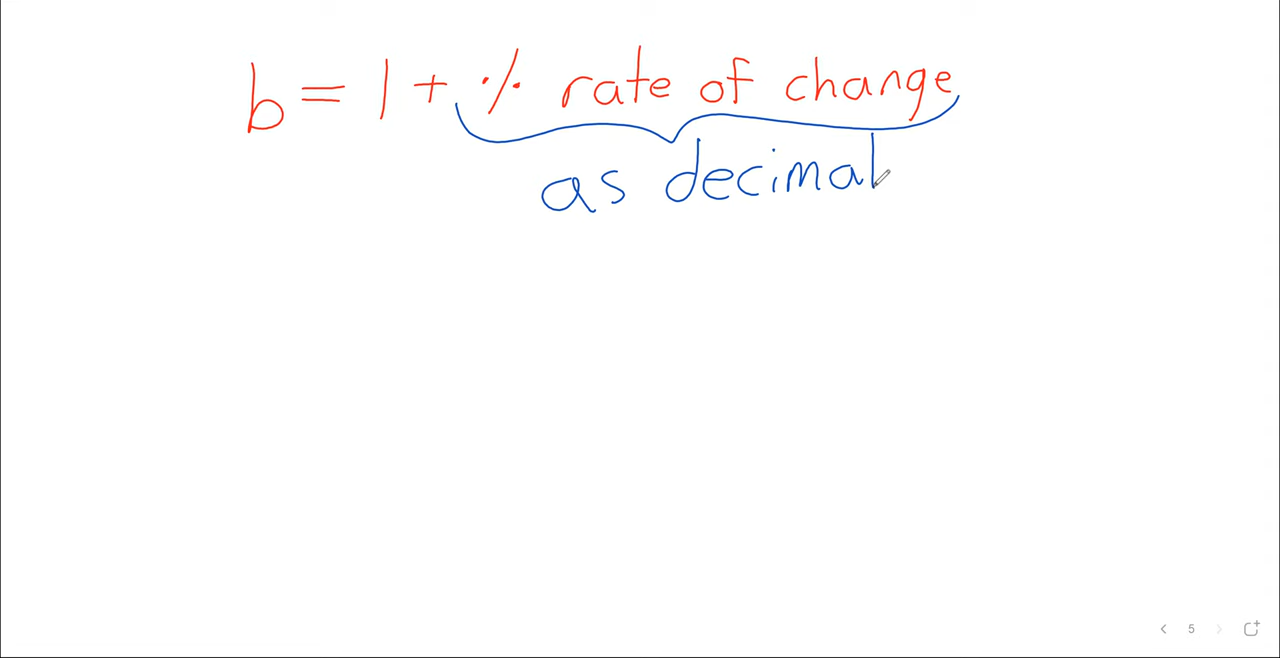 b = 1 + % rate of change
as decimal
5